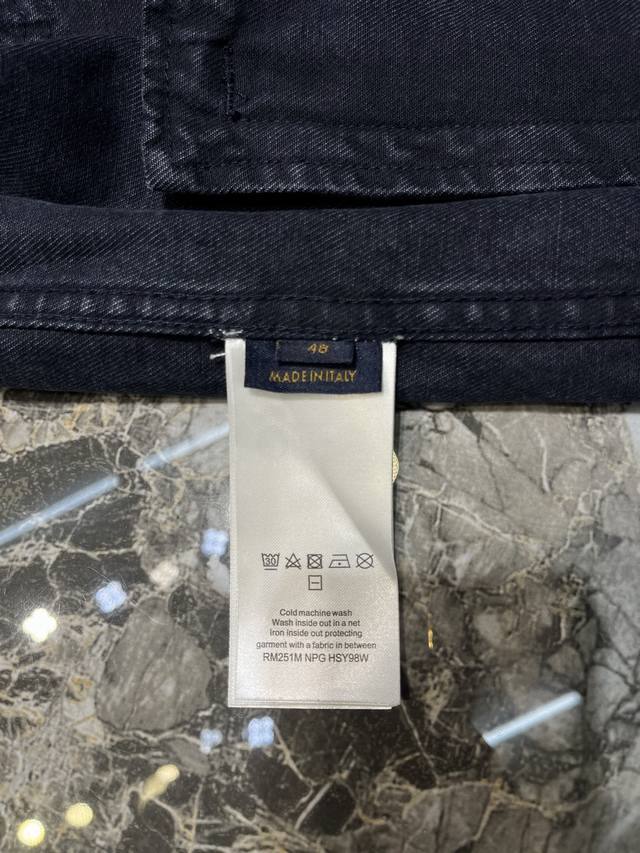 48
MADE IN ITALY
30
Cold machine wash
Wash inside out in a net
Iron inside out protecting
garment with a fabric in between
RM251M NPG HSY98W